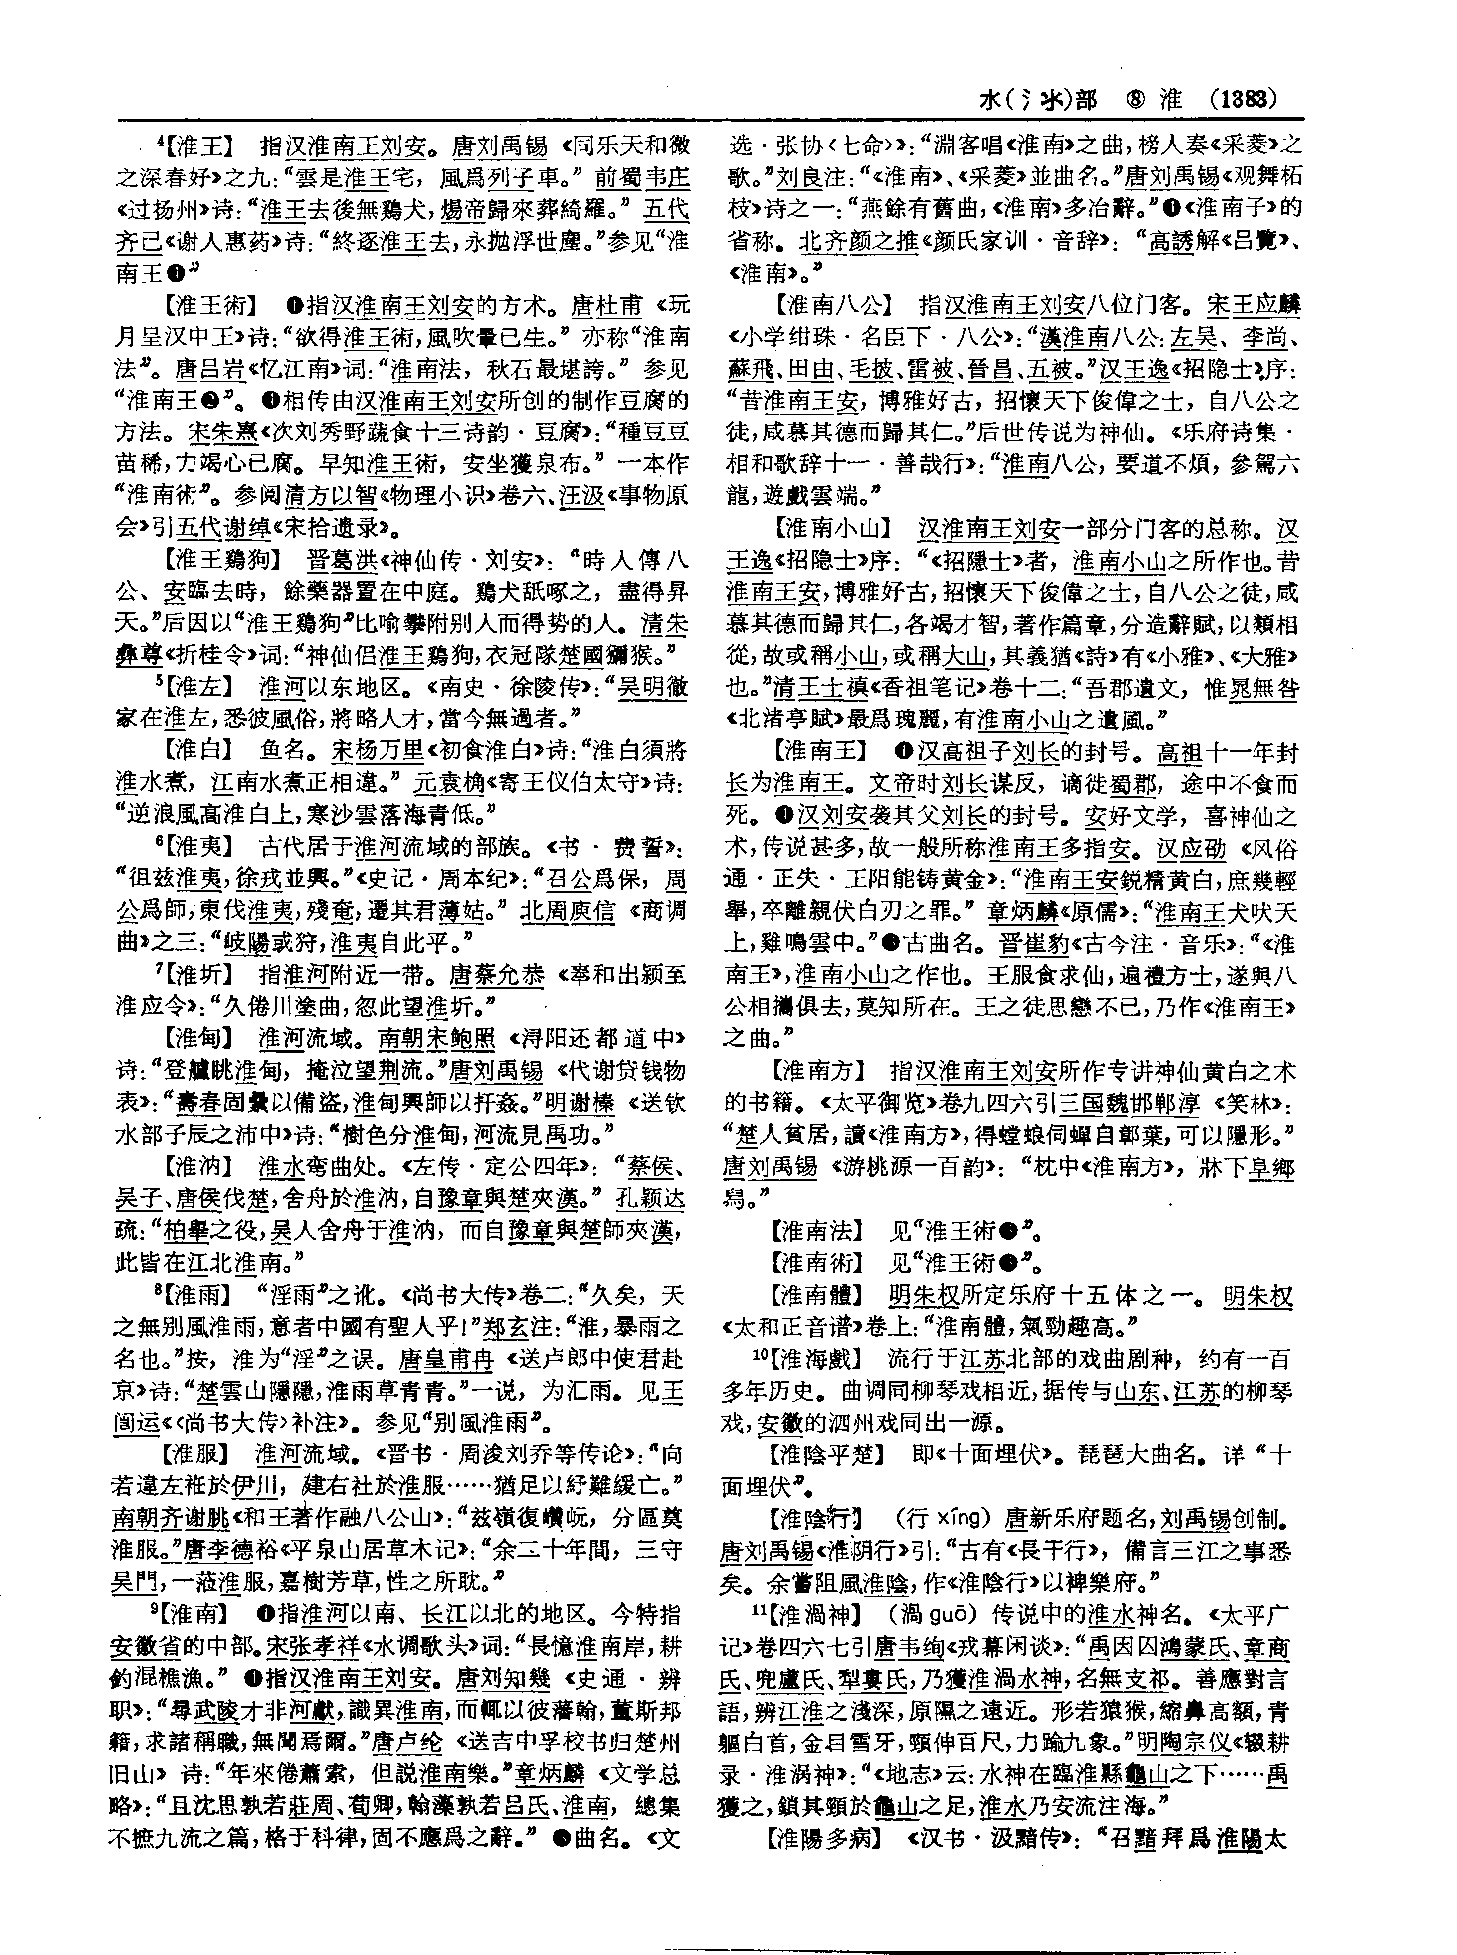 水(氵氺)部 ⑧ 淮 (1383)
⁴【淮王】 指汉淮南王刘安。唐刘禹锡《同乐天和微
之深春好》之九:“雲是淮王宅，風爲列子車。”前蜀韦庄
《过扬州》诗:“淮王去後無鷄犬,煬帝歸來葬綺羅。”五代
齐己《谢人惠药》诗:“終逐淮王去,永抛浮世塵。”参见“淮
南王❶”
【淮王術】 ❶指汉淮南王刘安的方术。唐杜甫《玩
月呈汉中王》诗:“欲得淮王術,風吹暈已生。”亦称“淮南
法”。唐吕岩《忆江南》词:“淮南法，秋石最堪誇。”参见
“淮南王❷”。❶相传由汉淮南王刘安所创的制作豆腐的
方法。宋朱熹《次刘秀野蔬食十三诗韵·豆腐》:“種豆豆
苗稀,力竭心已腐。早知淮王術，安坐獲泉布。”一本作
“淮南術”。参阅清方以智《物理小识》卷六、汪汲《事物原
会》引五代谢绰《宋拾遗录》。
【淮王鷄狗】 晋葛洪《神仙传·刘安》:“時人傳八
公、安臨去時，餘藥器置在中庭。鷄犬舐啄之，盡得昇
天。”后因以“淮王鷄狗”比喻攀附别人而得势的人。清朱
彝尊《折桂令》词:“神仙侣淮王鷄狗,衣冠隊楚國獼猴。”
⁵【淮左】 淮河以东地区。《南史·徐陵传》:“吴明徹
家在淮左,悉彼風俗,將略人才,當今無過者。”
【淮白】 鱼名。宋杨万里《初食淮白》诗:“淮白須將
淮水煮，江南水煮正相違。”元袁桷《寄王仪伯太守》诗:
“逆浪風高淮白上,寒沙雲落海青低。”
⁶【淮夷】 古代居于淮河流域的部族。《书·费誓》:
“徂兹淮夷,徐戎並興。”《史记·周本纪》:“召公爲保，周
公爲師,東伐淮夷,殘奄,遷其君薄姑。”北周庾信《商调
曲》之三:“岐陽或狩,淮夷自此平。”
⁷【淮圻】 指淮河附近一带。唐蔡允恭《奉和出颖至
淮应令》:“久倦川塗曲,忽此望淮圻。”
【淮甸】 淮河流域。南朝宋鲍照《浔阳还都道中》
诗:“登艫眺淮甸，掩泣望荆流。”唐刘禹锡《代谢贷钱物
表》:“壽春固壘以備盜,淮甸興師以扞姦。”明谢榛《送钦
水部子辰之沛中》诗:“樹色分淮甸,河流見禹功。”
【淮汭】 淮水弯曲处。《左传·定公四年》:“蔡侯、
吴子、唐侯伐楚,舍舟於淮汭,自豫章與楚夾漢。”孔颖达
疏:“柏舉之役,吴人舍舟于淮汭，而自豫章與楚師夾漢,
此皆在江北淮南。”
⁸【淮雨】 “淫雨”之讹。《尚书大传》卷二:“久矣，天
之無别風淮雨,意者中國有聖人乎!”郑玄注:“淮,暴雨之
名也。”按，淮为“淫”之误。唐皇甫冉《送卢郎中使君赴
京》诗:“楚雲山隱隱,淮雨草青青。”一说，为汇雨。见王
闿运《〈尚书大传〉补注》。参见“别風淮雨”。
【淮服】 淮河流域。《晋书·周浚刘乔等传论》:“向
若違左袵於伊川，建右社於淮服……猶足以紓難緩亡。”
南朝齐谢朓《和王著作融八公山》:“兹嶺復巑岏，分區奠
淮服。”唐李德裕《平泉山居草木记》:“余二十年間，三守
吴門,一蒞淮服,嘉樹芳草,性之所耽。”
⁹【淮南】 ❶指淮河以南、长江以北的地区。今特指
安徽省的中部。宋张孝祥《水调歌头》词:“長憶淮南岸,耕
釣混樵漁。”❶指汉淮南王刘安。唐刘知幾《史通·辨
职》:“尋武陵才非河獻,識異淮南,而輒以彼藩翰,董斯邦
籍,求諸稱職,無聞焉爾。”唐卢纶《送吉中孚校书归楚州
旧山》诗:“年來倦蕭索，但説淮南樂。”章炳麟《文学总
略》:“且沈思孰若莊周、荀卿,翰藻孰若吕氏、淮南，總集
不摭九流之篇,格于科律,固不應爲之辭。”❸曲名。《文
选·张协〈七命〉》:“淵客唱《淮南》之曲,榜人奏《采菱》之
歌。”刘良注:“《淮南》、《采菱》並曲名。”唐刘禹锡《观舞柘
枝》诗之一:“燕餘有舊曲,《淮南》多冶辭。”❶《淮南子》的
省称。北齐颜之推《颜氏家训·音辞》:“高誘解《吕覽》、
《淮南》。”
【淮南八公】 指汉淮南王刘安八位门客。宋王应麟
《小学绀珠·名臣下·八公》:“漢淮南八公:左吴、李尚、
蘇飛、田由、毛披、雷被、晉昌、五被。”汉王逸《招隐士》序:
“昔淮南王安，博雅好古，招懷天下俊偉之士，自八公之
徒,咸慕其德而歸其仁。”后世传说为神仙。《乐府诗集·
相和歌辞十一·善哉行》:“淮南八公,要道不煩，參駕六
龍,遊戲雲端。”
【淮南小山】 汉淮南王刘安一部分门客的总称。汉
王逸《招隐士》序:“《招隱士》者，淮南小山之所作也。昔
淮南王安,博雅好古,招懷天下俊偉之士,自八公之徒,咸
慕其德而歸其仁,各竭才智,著作篇章,分造辭賦,以類相
從,故或稱小山,或稱大山,其義猶《詩》有《小雅》、《大雅》
也。”清王士禛《香祖笔记》卷十二:“吾郡遺文，惟晁無咎
《北渚亭賦》最爲瑰麗,有淮南小山之遺風。”
【淮南王】 ❶汉高祖子刘长的封号。高祖十一年封
长为淮南王。文帝时刘长谋反，谪徙蜀郡，途中不食而
死。❶汉刘安袭其父刘长的封号。安好文学，喜神仙之
术,传说甚多,故一般所称淮南王多指安。汉应劭《风俗
通·正失·王阳能铸黄金》:“淮南王安鋭精黄白,庶幾輕
舉,卒離親伏白刃之罪。”章炳麟《原儒》:“淮南王犬吠天
上,雞鳴雲中。”❸古曲名。晋崔豹《古今注·音乐》:“《淮
南王》,淮南小山之作也。王服食求仙,遍禮方士,遂與八
公相攜俱去,莫知所在。王之徒思戀不已,乃作《淮南王》
之曲。”
【淮南方】 指汉淮南王刘安所作专讲神仙黄白之术
的书籍。《太平御览》卷九四六引三国魏邯郸淳《笑林》:
“楚人貧居,讀《淮南方》,得螳蜋伺蟬自鄣葉,可以隱形。”
唐刘禹锡《游桃源一百韵》:“枕中《淮南方》，牀下阜鄉
舄。”
【淮南法】 见“淮王術●”。
【淮南術】 见“淮王術●”。
【淮南體】 明朱权所定乐府十五体之一。明朱权
《太和正音谱》卷上:“淮南體,氣勁趣高。”
¹⁰【淮海戲】 流行于江苏北部的戏曲剧种，约有一百
多年历史。曲调同柳琴戏相近,据传与山东、江苏的柳琴
戏,安徽的泗州戏同出一源。
【淮陰平楚】 即《十面埋伏》。琵琶大曲名。详“十
面埋伏”。
【淮陰行】 (行 xíng)唐新乐府题名,刘禹锡创制。
唐刘禹锡《淮阴行》引:“古有《長干行》，備言三江之事悉
矣。余嘗阻風淮陰,作《淮陰行》以裨樂府。”
¹¹【淮渦神】 (渦 guō)传说中的淮水神名。《太平广
记》卷四六七引唐韦绚《戎幕闲谈》:“禹因囚鴻蒙氏、章商
氏、兜盧氏、犁婁氏,乃獲淮渦水神,名無支祁。善應對言
語,辨江淮之淺深,原隰之遠近。形若猿猴,縮鼻高額,青
軀白首,金目雪牙,頸伸百尺,力踰九象。”明陶宗仪《辍耕
录·淮涡神》:“《地志》云:水神在臨淮縣龜山之下……禹
獲之,鎖其頸於龜山之足,淮水乃安流注海。”
【淮陽多病】 《汉书·汲黯传》:“召黯拜爲淮陽太